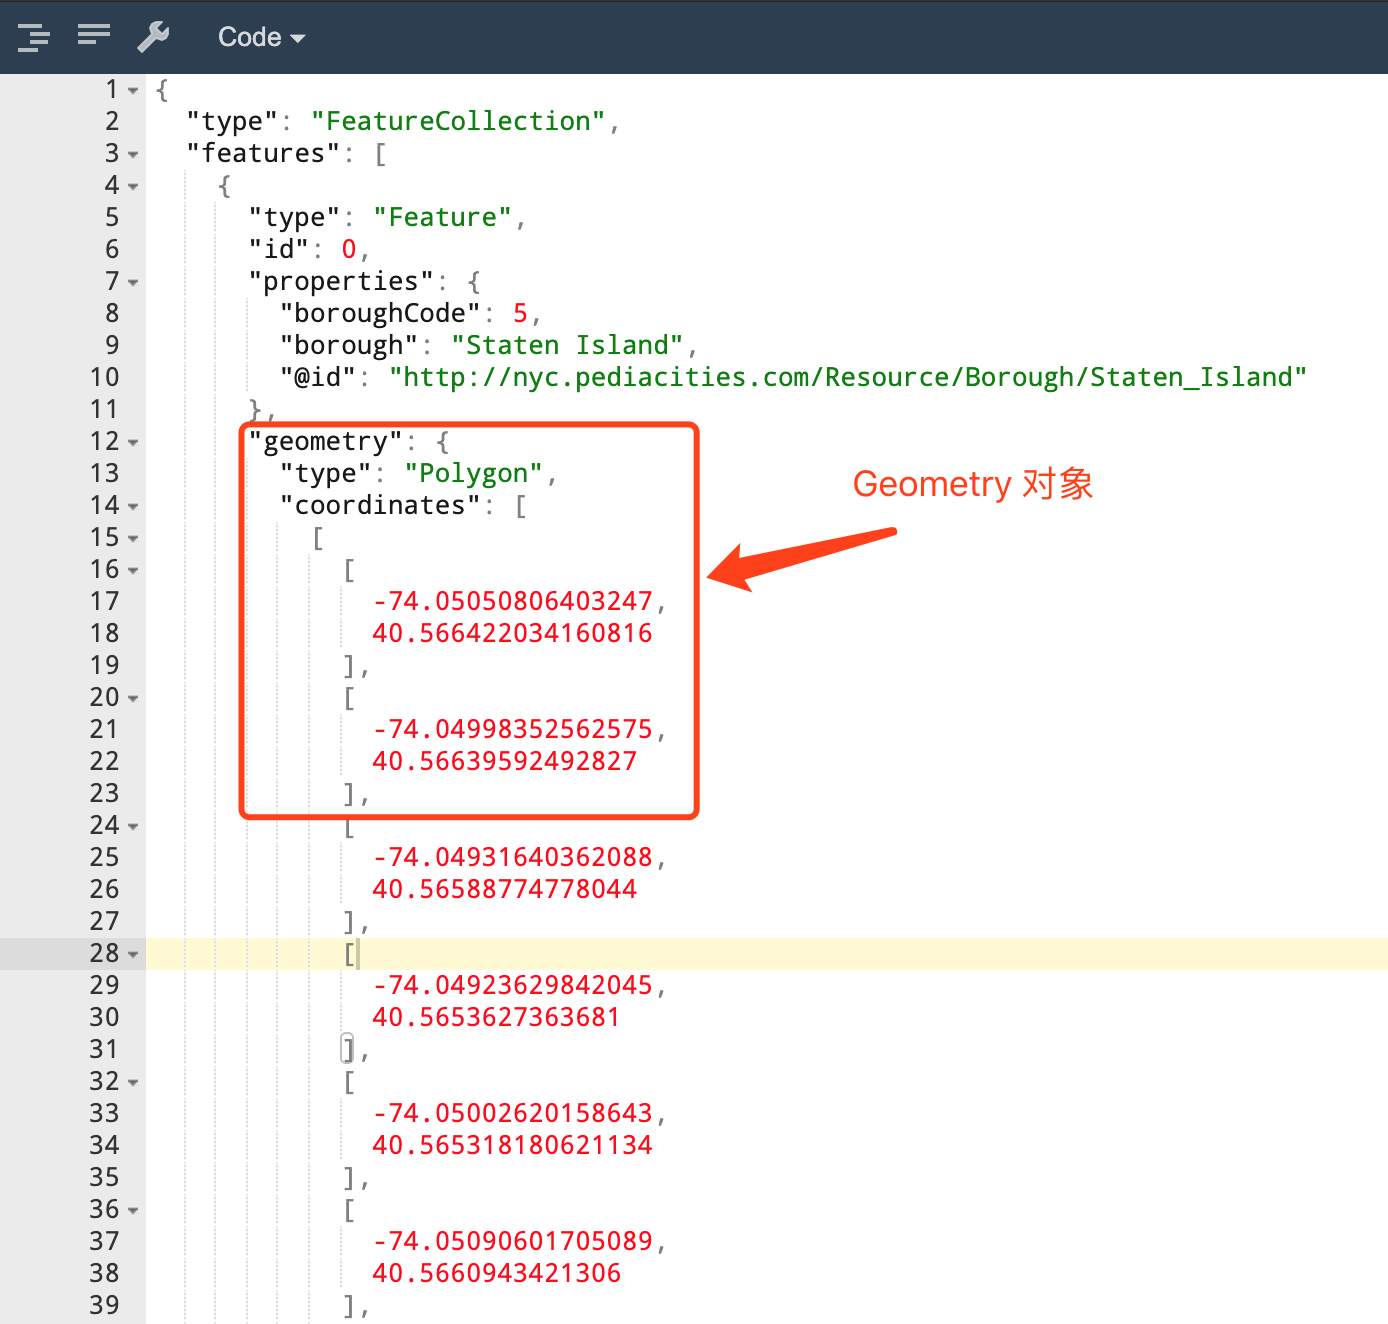 Code
1 {
2 "type": "FeatureCollection",
3 "features": [
4 {
5 "type": "Feature",
6 "id": 0,
7 "properties": {
8 "boroughCode": 5,
9 "borough": "Staten Island",
10 "@id": "http://nyc.pediacities.com/Resource/Borough/Staten_Island"
11 },
12 "geometry": {
13 "type": "Polygon",
Geometry 对象
14 "coordinates": [
15 [
16 [
17 -74.05050806403247,
18 40.566422034160816
19 ],
20 [
21 -74.04998352562575,
22 40.56639592492827
23 ],
24 [
25 -74.04931640362088,
26 40.56588774778044
27 ],
28 [
29 -74.04923629842045,
30 40.5653627363681
31 ],
32 [
33 -74.05002620158643,
34 40.565318180621134
35 ],
36 [
37 -74.05090601705089,
38 40.5660943421306
39 ],